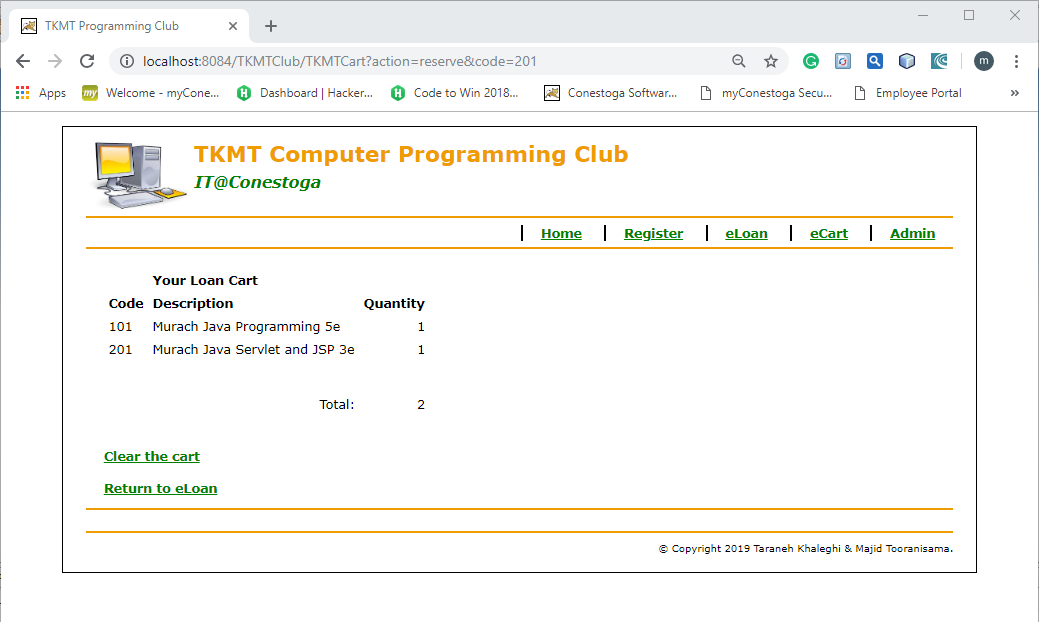 TKMT Programming Club
localhost:8084/TKMTClub/TKMTCart?action=reserve&code=201
m
Apps my Welcome - myCone... H Dashboard | Hacker... H Code to Win 2018... Conestoga Softwar... myConestoga Secu... Employee Portal »
TKMT Computer Programming Club
IT@Conestoga
Home Register eLoan eCart Admin
Your Loan Cart
Code Description Quantity
101 Murach Java Programming 5e 1
201 Murach Java Servlet and JSP 3e 1
Total: 2
Clear the cart
Return to eLoan
© Copyright 2019 Taraneh Khaleghi & Majid Tooranisama.